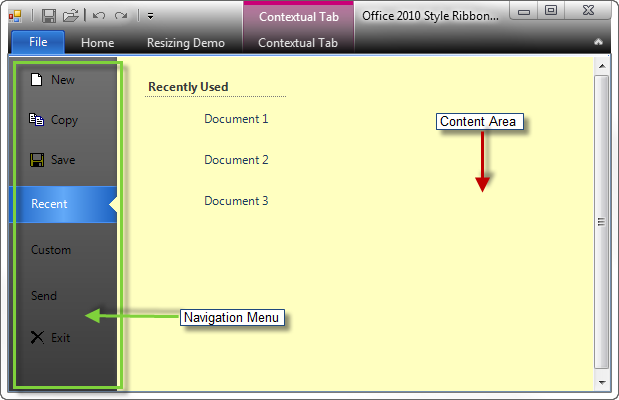 Contextual Tab
Office 2010 Style Ribbon...
File
Home
Resizing Demo
Contextual Tab
New
Copy
Save
Recent
Custom
Send
Exit
Recently Used
Document 1
Document 2
Document 3
Content Area
Navigation Menu